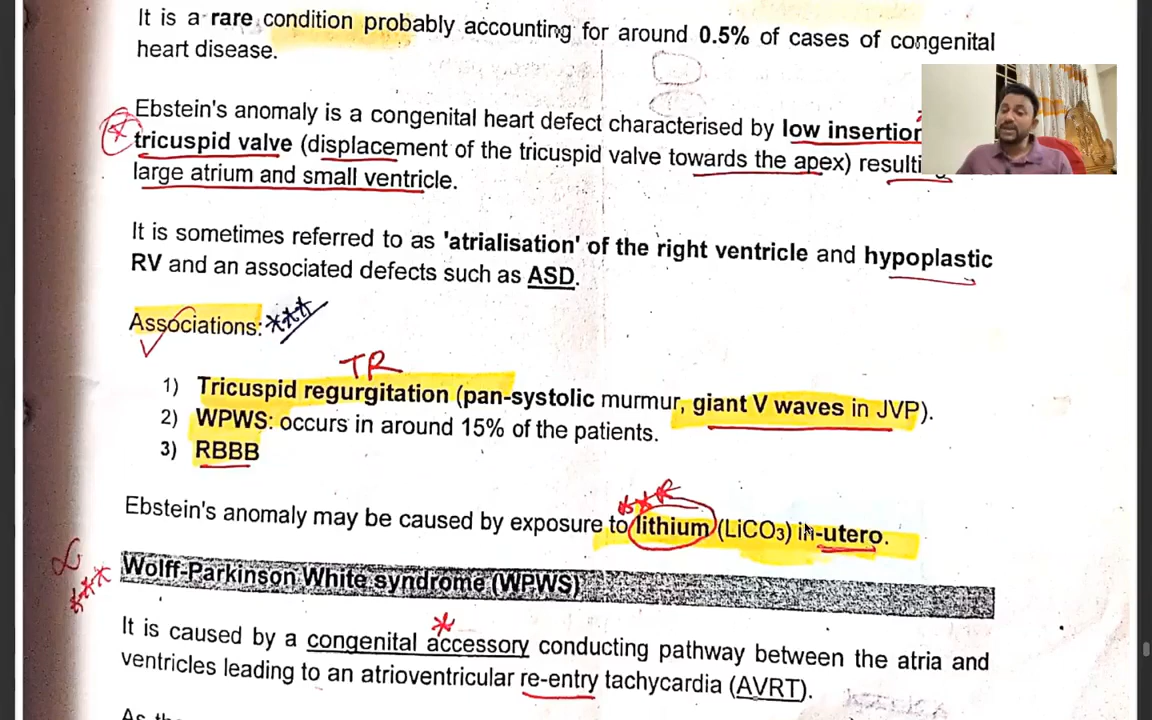 It is a rare condition probably accounting for around 0.5% of cases of congenital
heart disease.
Ebstein's anomaly is a congenital heart defect characterised by low insertion
tricuspid valve (displacement of the tricuspid valve towards the apex) resulti
large atrium and small ventricle.
It is sometimes referred to as 'atrialisation' of the right ventricle and hypoplastic
RV and an associated defects such as ASD.
Associations: ***
TR
1) Tricuspid regurgitation (pan-systolic murmur, giant V waves in JVP).
2) WPWS: occurs in around 15% of the patients.
3) RBBB
Ebstein's anomaly may be caused by exposure to lithium (LiCO3) in-utero.
Wolff-Parkinson White syndrome (WPWS)
It is caused by a congenital accessory conducting pathway between the atria and
ventricles leading to an atrioventricular re-entry tachycardia (AVRT).